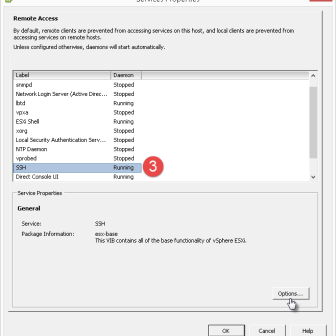 Services Properties
Remote Access
By default, remote clients are prevented from accessing services on this host, and local clients are prevented from
accessing services on remote hosts.
Unless configured otherwise, daemons will start automatically.
Label Daemon
snmpd Stopped
Network Login Server (Active Direc... Stopped
lbtd Running
vpxa Stopped
ESXi Shell Running
xorg Stopped
Local Security Authentication Serv... Stopped
NTP Daemon Stopped
vprobed Stopped
SSH Running
3
Direct Console UI Running
Service Properties
General
Service: SSH
Package Information: esx-base
This VIB contains all of the base functionality of vSphere ESXi.
Options...
OK Cancel Help